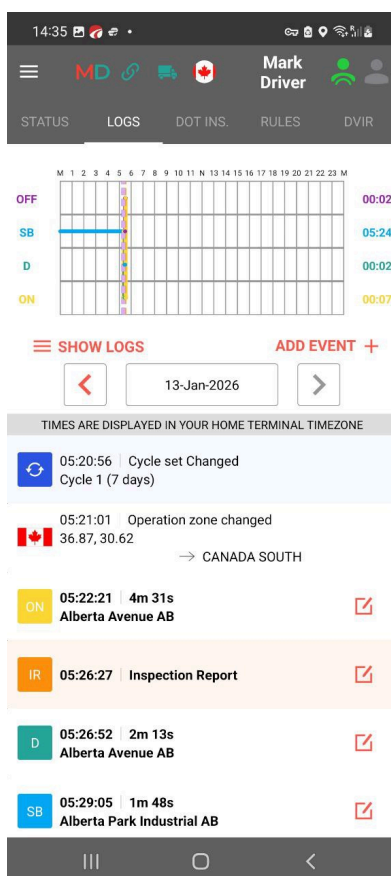 14:35
MD
Mark
Driver
STATUS LOGS DOT INS. RULES DVIR
M 1 2 3 4 5 6 7 8 9 10 11 N 13 14 15 16 17 18 19 20 21 22 23 M
OFF 00:02
SB 05:24
D 00:02
ON 00:07
SHOW LOGS ADD EVENT +
13-Jan-2026
TIMES ARE DISPLAYED IN YOUR HOME TERMINAL TIMEZONE
05:20:56 Cycle set Changed
Cycle 1 (7 days)
05:21:01 Operation zone changed
36.87, 30.62
→ CANADA SOUTH
ON 05:22:21 4m 31s
Alberta Avenue AB
IR 05:26:27 Inspection Report
D 05:26:52 2m 13s
Alberta Avenue AB
SB 05:29:05 1m 48s
Alberta Park Industrial AB